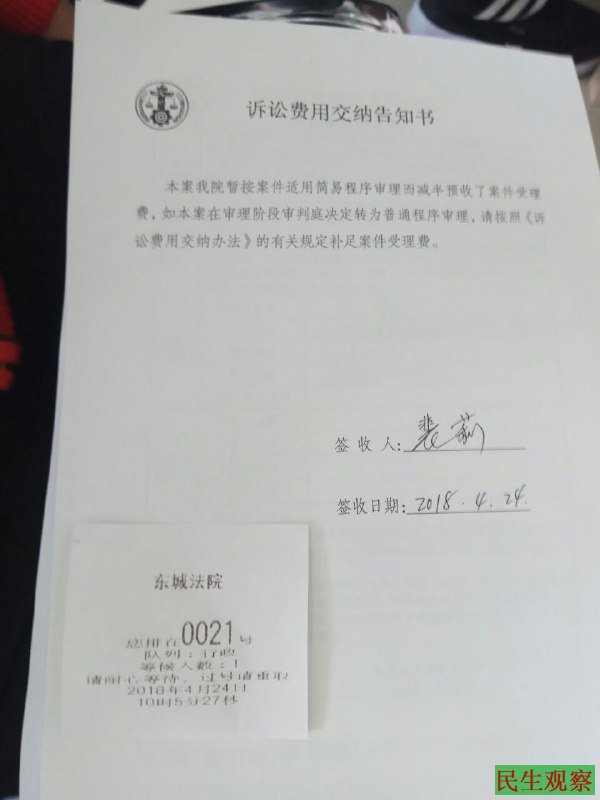 诉讼费用交纳告知书
本案我院暂按案件适用简易程序审理而减半预收了案件受理
费，如本案在审理阶段审判庭决定转为普通程序审理，请按照《诉
讼费用交纳办法》的有关规定补足案件受理费。
签 收 人：裴莉
签收日期：2018.4.24.
东城法院
您排在0021号
队列：行政
等候人数：1
请耐心等待，过号请重取
2018年4月24日
10时5分27秒
民生观察